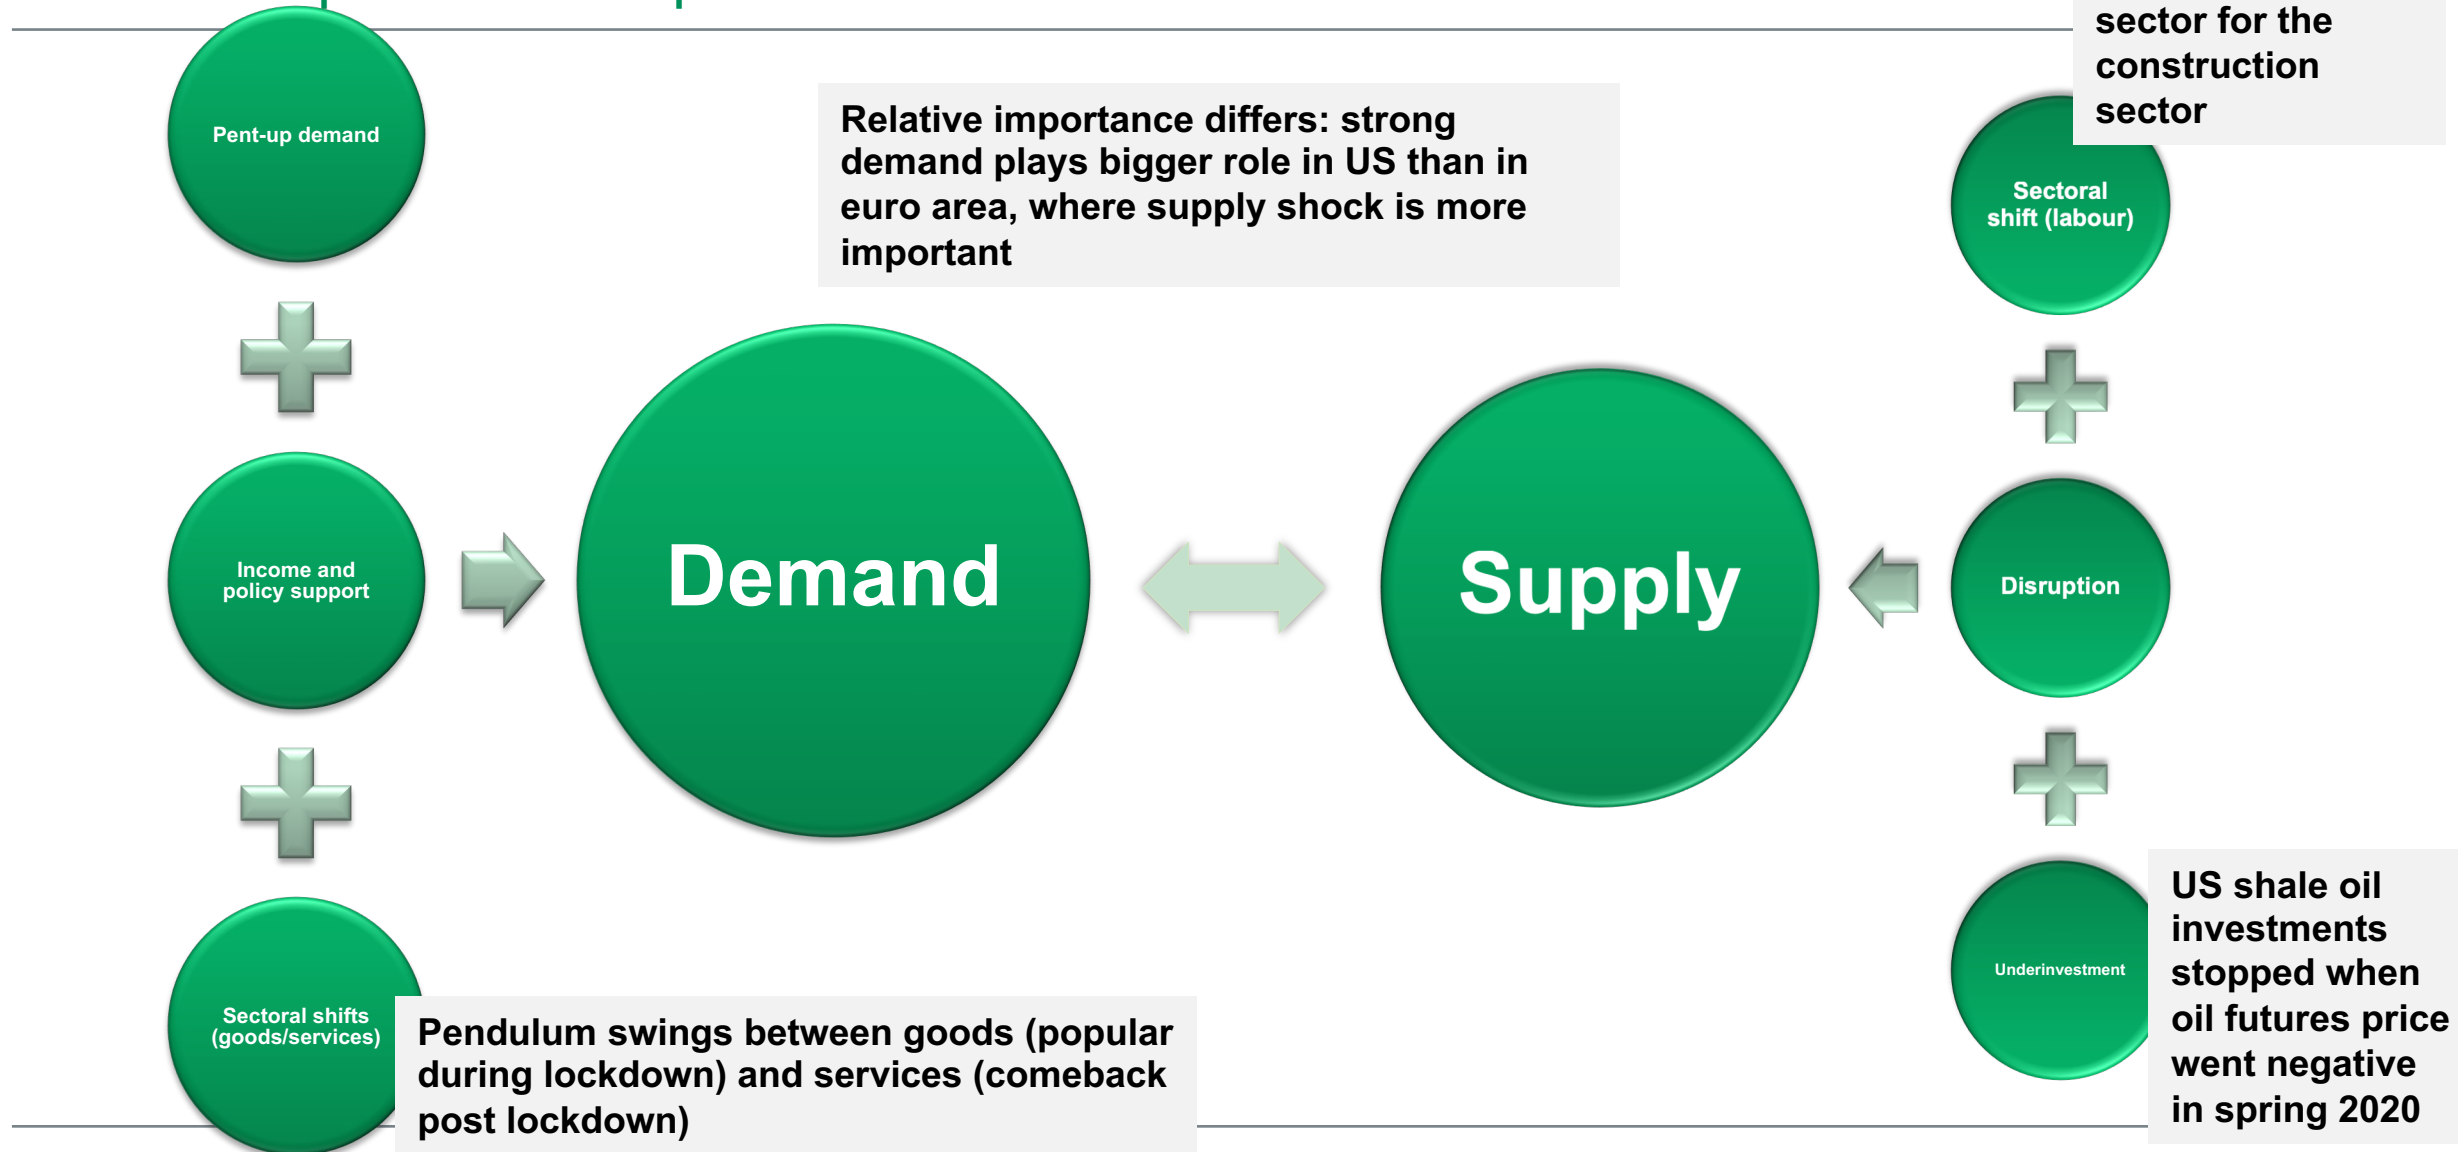 sector for the
construction
sector
Relative importance differs: strong
demand plays bigger role in US than in
euro area, where supply shock is more
important
Pent-up demand
Sectoral
shift (labour)
Income and
policy support
Demand
Supply
Disruption
Sectoral shifts
(goods/services)
Pendulum swings between goods (popular
during lockdown) and services (comeback
post lockdown)
Underinvestment
US shale oil
investments
stopped when
oil futures price
went negative
in spring 2020